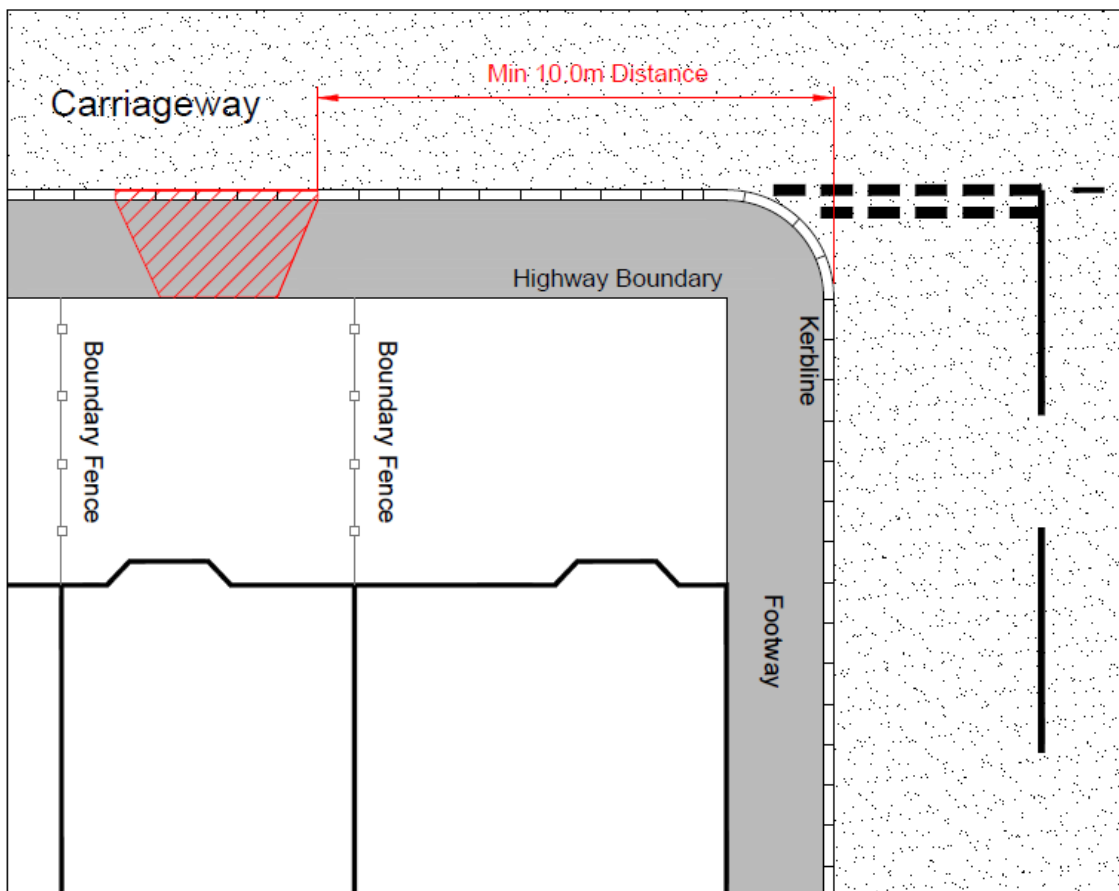 Min 10.0m Distance
Carriageway
Highway Boundary
Kerbline
Boundary Fence
Boundary Fence
Footway